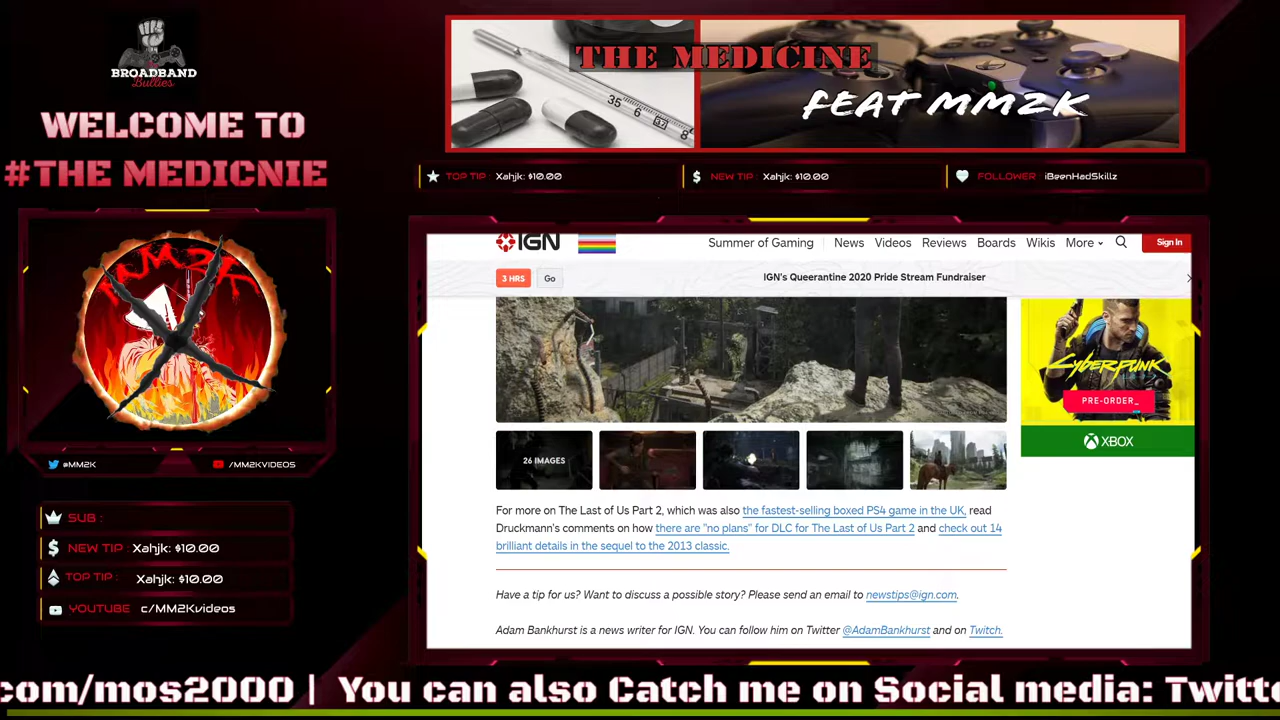 BROADBAND
Bullies
WELCOME TO
#THE MEDICNIE
MM2K
@MM2K
/MM2KVIDEOS
SUB :
NEW TIP Xahjk: $10.00
TOP TIP : Xahjk: $10.00
YOUTUBE c/MM2Kvideos
THE MEDICINE
FEAT MM2K
35 6 37 8
TOP TIP : Xahjk: $10.00
NEW TIP : Xahjk: $10.00
FOLLOWER iBeenHadSkillz
IGN
Summer of Gaming News Videos Reviews Boards Wikis More Sign In
3 HRS Go IGN's Queerantine 2020 Pride Stream Fundraiser
26 IMAGES
CYBERPUNK
PRE-ORDER_
XBOX
For more on The Last of Us Part 2, which was also the fastest-selling boxed PS4 game in the UK, read
Druckmann's comments on how there are "no plans" for DLC for The Last of Us Part 2 and check out 14
brilliant details in the sequel to the 2013 classic.
Have a tip for us? Want to discuss a possible story? Please send an email to newstips@ign.com.
Adam Bankhurst is a news writer for IGN. You can follow him on Twitter @AdamBankhurst and on Twitch.
com/mos2000 | You can also Catch me on Social media: Twitte